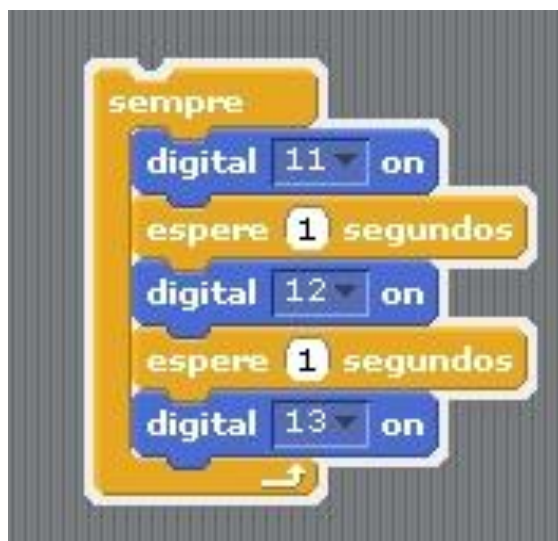 sempre
digital 11 on
espere 1 segundos
digital 12 on
espere 1 segundos
digital 13 on